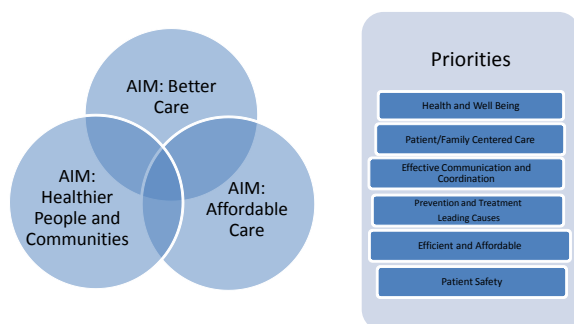 AIM: Better
Care
AIM:
Healthier
People and
Communities
AIM:
Affordable
Care
Priorities
Health and Well Being
Patient/Family Centered Care
Effective Communication and
Coordination
Prevention and Treatment
Leading Causes
Efficient and Affordable
Patient Safety